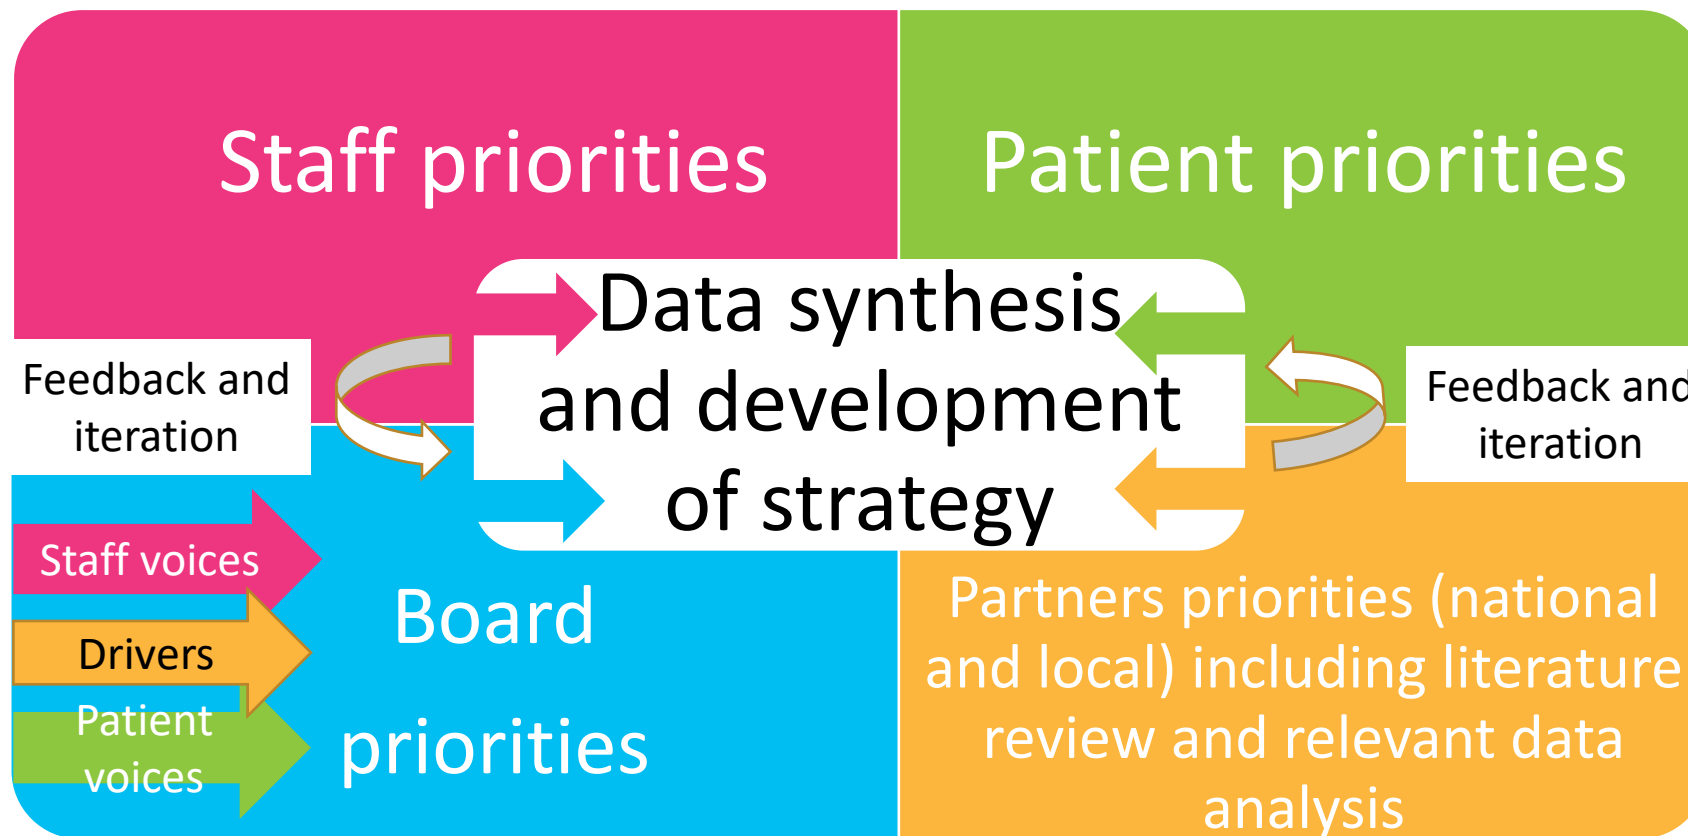 Staff priorities
Patient priorities
Data synthesis
and development
of strategy
Feedback and
iteration
Feedback and
iteration
Staff voices
Drivers
Patient
voices
Board
priorities
Partners priorities (national
and local) including literature
review and relevant data
analysis